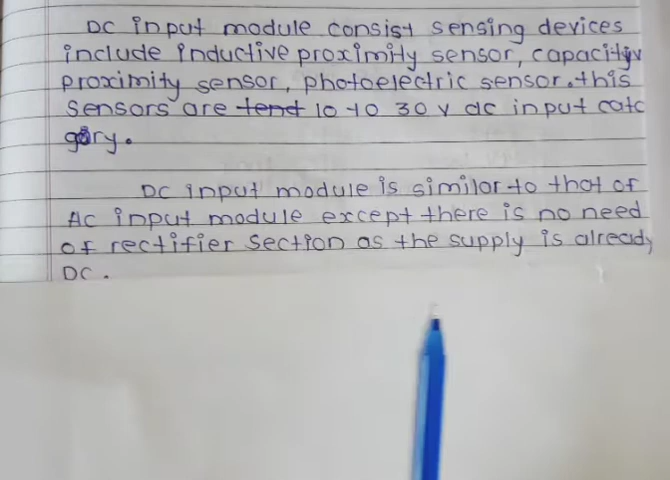 DC input module consist sensing devices
include inductive proximity sensor, capacitiv
proximity sensor, photoelectric sensor. this
sensors are tend 10 to 30 v dc input cate
gory.
DC input module is similar to that of
AC input module except there is no need
of rectifier section as the supply is already
DC.